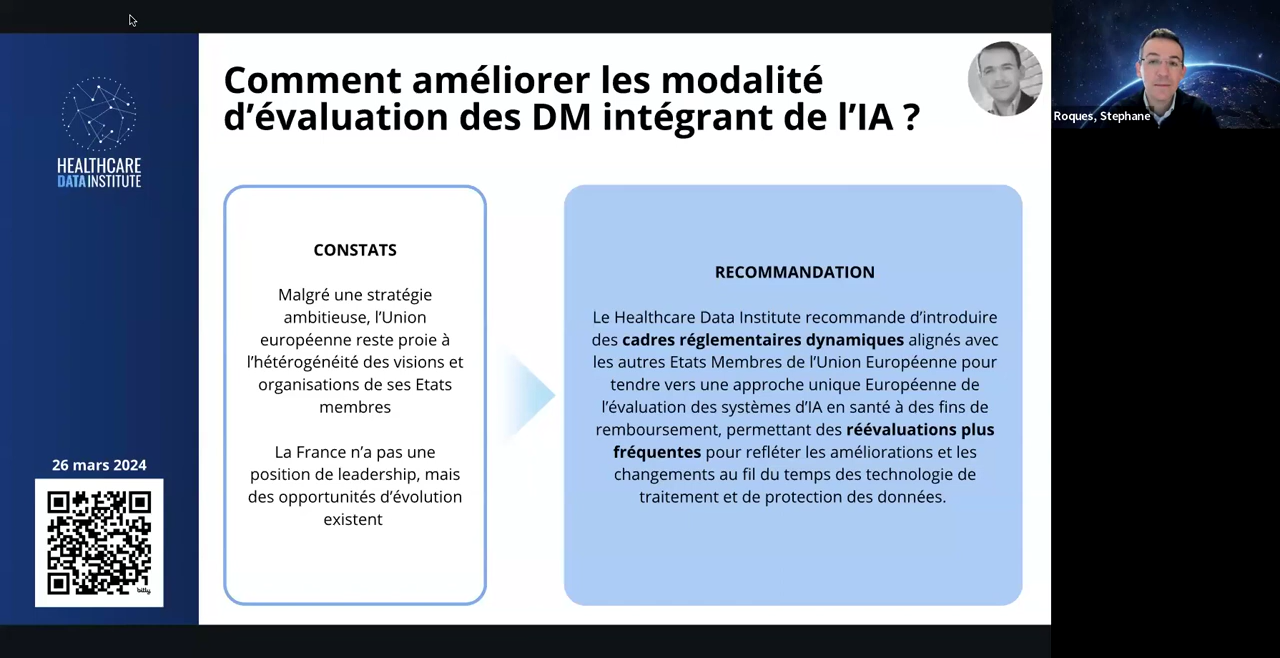 Comment améliorer les modalité
d’évaluation des DM intégrant de l’IA ?
HEALTHCARE
DATA INSTITUTE
CONSTATS
Malgré une stratégie
ambitieuse, l’Union
européenne reste proie à
l’hétérogénéité des visions et
organisations de ses Etats
membres
La France n’a pas une
position de leadership, mais
des opportunités d’évolution
existent
RECOMMANDATION
Le Healthcare Data Institute recommande d’introduire
des cadres réglementaires dynamiques alignés avec
les autres Etats Membres de l’Union Européenne pour
tendre vers une approche unique Européenne de
l’évaluation des systèmes d’IA en santé à des fins de
remboursement, permettant des réévaluations plus
fréquentes pour refléter les améliorations et les
changements au fil du temps des technologie de
traitement et de protection des données.
26 mars 2024
bitly
Roques, Stephane